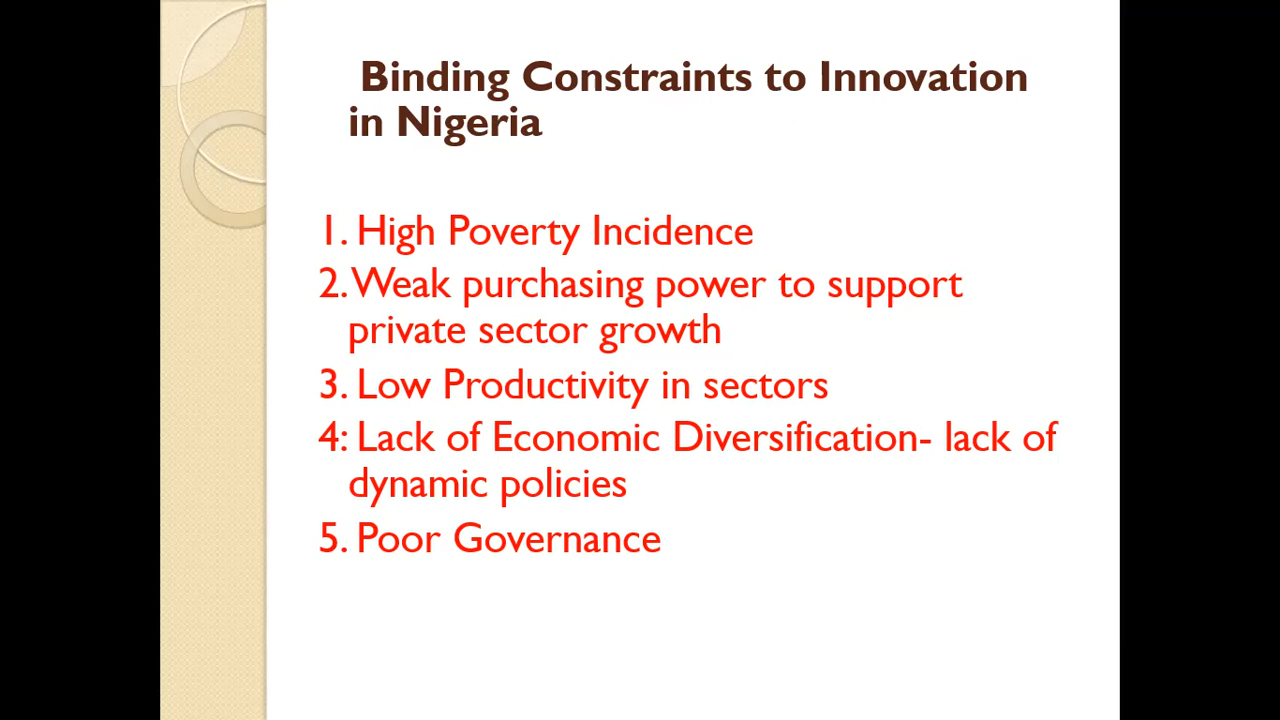 Binding Constraints to Innovation
in Nigeria
1. High Poverty Incidence
2. Weak purchasing power to support
private sector growth
3. Low Productivity in sectors
4: Lack of Economic Diversification- lack of
dynamic policies
5. Poor Governance